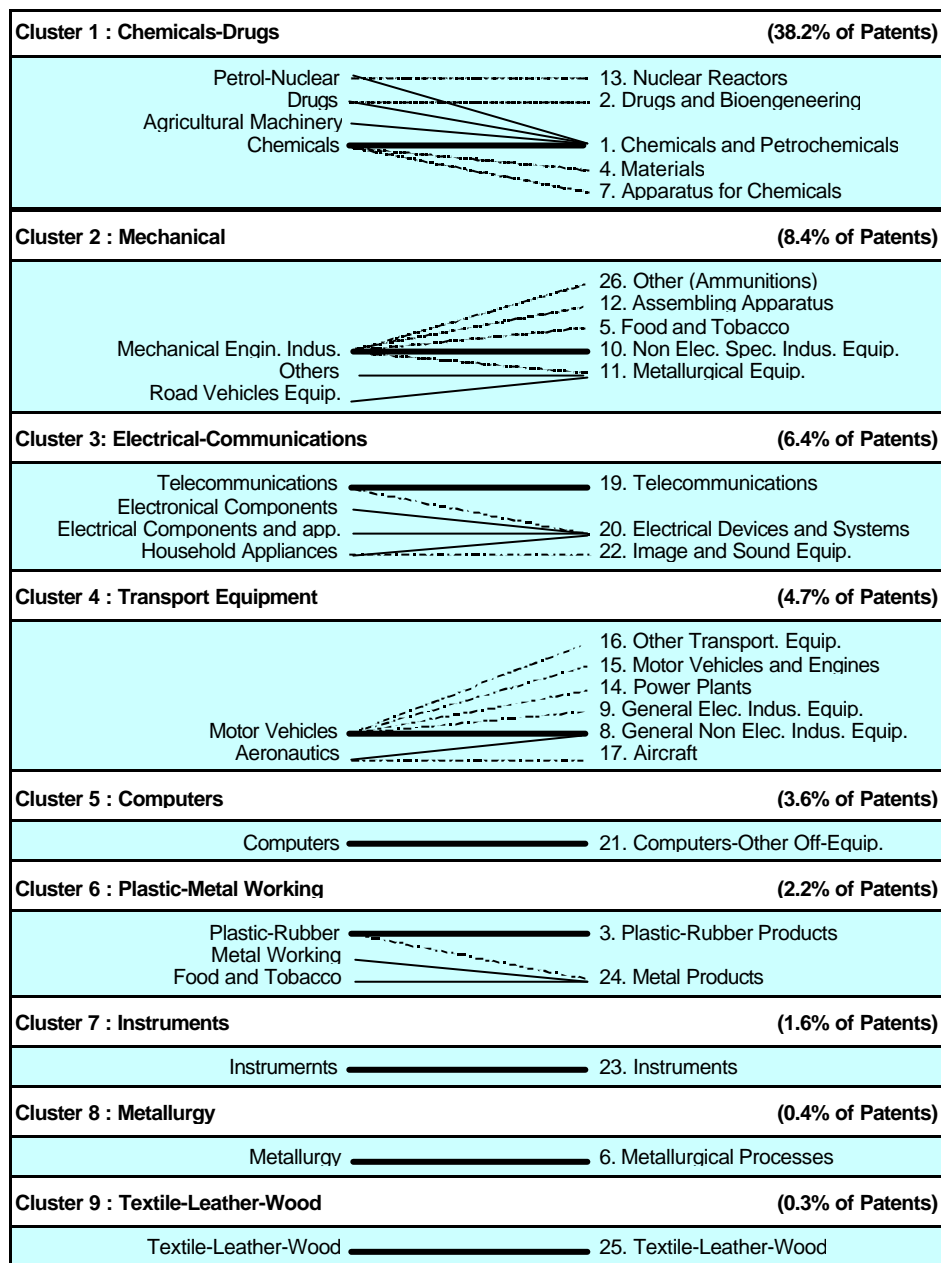 Cluster 1 : Chemicals-Drugs (38.2% of Patents)
Petrol-Nuclear 13. Nuclear Reactors
Drugs 2. Drugs and Bioengeneering
Agricultural Machinery
Chemicals 1. Chemicals and Petrochemicals
4. Materials
7. Apparatus for Chemicals
Cluster 2 : Mechanical (8.4% of Patents)
26. Other (Ammunitions)
12. Assembling Apparatus
5. Food and Tobacco
Mechanical Engin. Indus. 10. Non Elec. Spec. Indus. Equip.
Others 11. Metallurgical Equip.
Road Vehicles Equip.
Cluster 3: Electrical-Communications (6.4% of Patents)
Telecommunications 19. Telecommunications
Electronical Components
Electrical Components and app. 20. Electrical Devices and Systems
Household Appliances 22. Image and Sound Equip.
Cluster 4 : Transport Equipment (4.7% of Patents)
16. Other Transport. Equip.
15. Motor Vehicles and Engines
14. Power Plants
9. General Elec. Indus. Equip.
Motor Vehicles 8. General Non Elec. Indus. Equip.
Aeronautics 17. Aircraft
Cluster 5 : Computers (3.6% of Patents)
Computers 21. Computers-Other Off-Equip.
Cluster 6 : Plastic-Metal Working (2.2% of Patents)
Plastic-Rubber 3. Plastic-Rubber Products
Metal Working
Food and Tobacco 24. Metal Products
Cluster 7 : Instruments (1.6% of Patents)
Instrumernts 23. Instruments
Cluster 8 : Metallurgy (0.4% of Patents)
Metallurgy 6. Metallurgical Processes
Cluster 9 : Textile-Leather-Wood (0.3% of Patents)
Textile-Leather-Wood 25. Textile-Leather-Wood